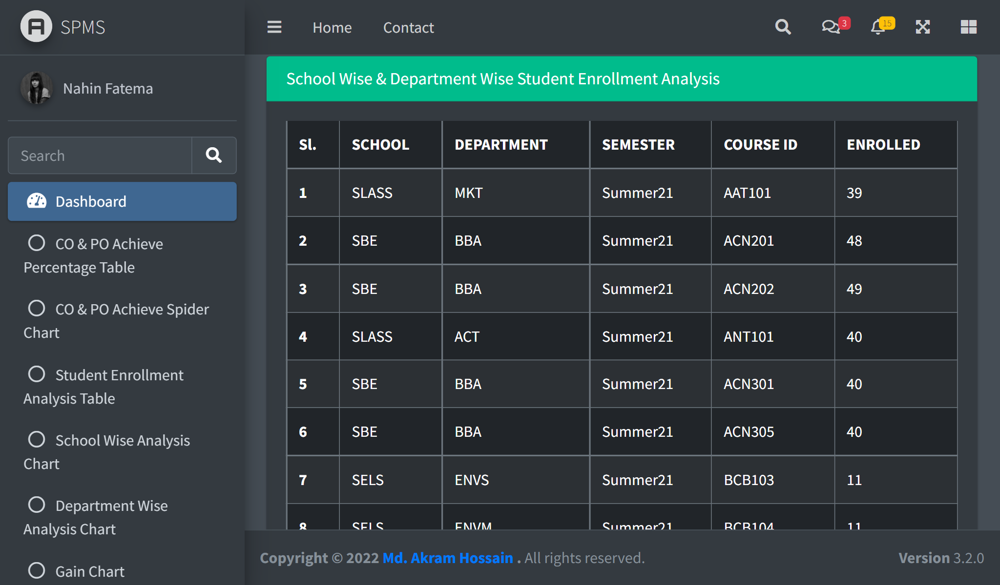 SPMS
Home Contact
3
15
Nahin Fatema
Search
Dashboard
CO & PO Achieve
Percentage Table
CO & PO Achieve Spider
Chart
Student Enrollment
Analysis Table
School Wise Analysis
Chart
Department Wise
Analysis Chart
Gain Chart
School Wise & Department Wise Student Enrollment Analysis
Sl. SCHOOL DEPARTMENT SEMESTER COURSE ID ENROLLED
1 SLASS MKT Summer21 AAT101 39
2 SBE BBA Summer21 ACN201 48
3 SBE BBA Summer21 ACN202 49
4 SLASS ACT Summer21 ANT101 40
5 SBE BBA Summer21 ACN301 40
6 SBE BBA Summer21 ACN305 40
7 SELS ENVS Summer21 BCB103 11
8 SELS ENVM Summer21 BCB104 11
Copyright © 2022 Md. Akram Hossain . All rights reserved.
Version 3.2.0